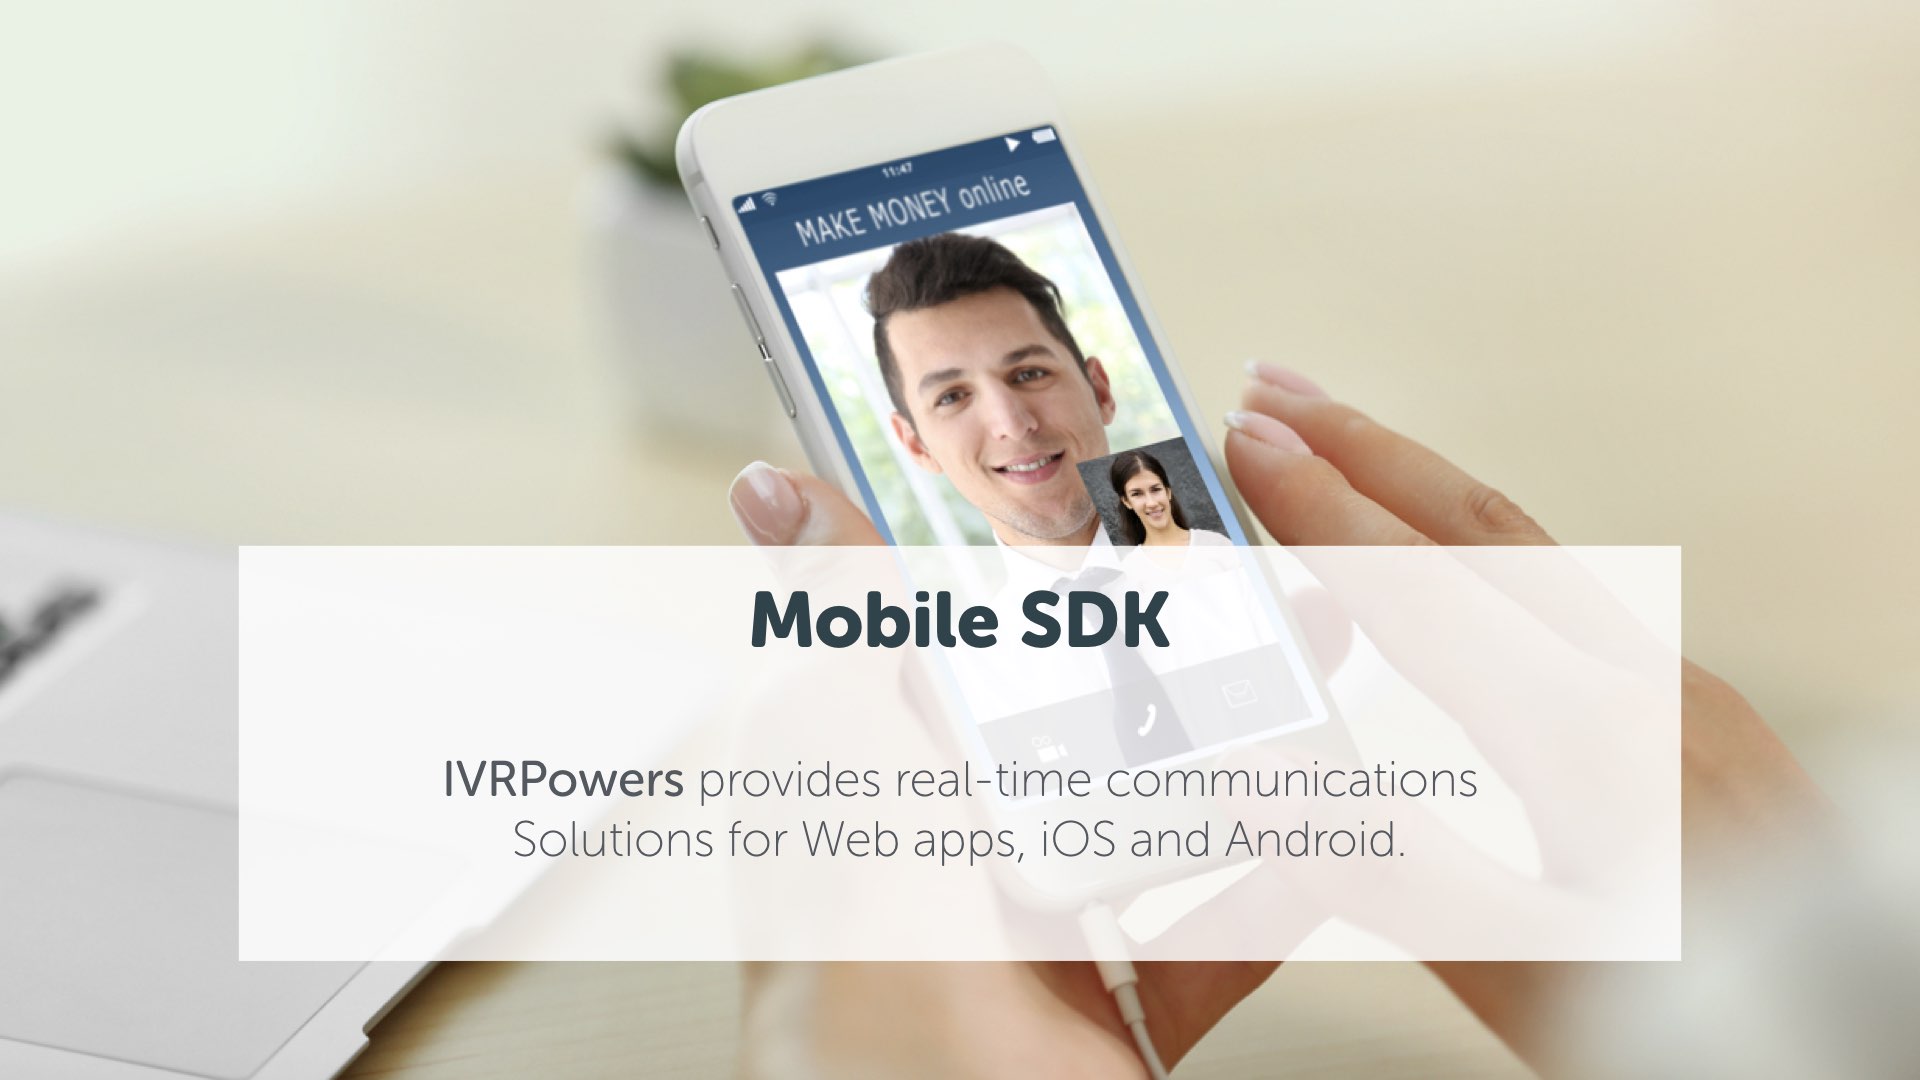 11:47
MAKE MONEY online
Mobile SDK
IVRPowers provides real-time communications
Solutions for Web apps, iOS and Android.